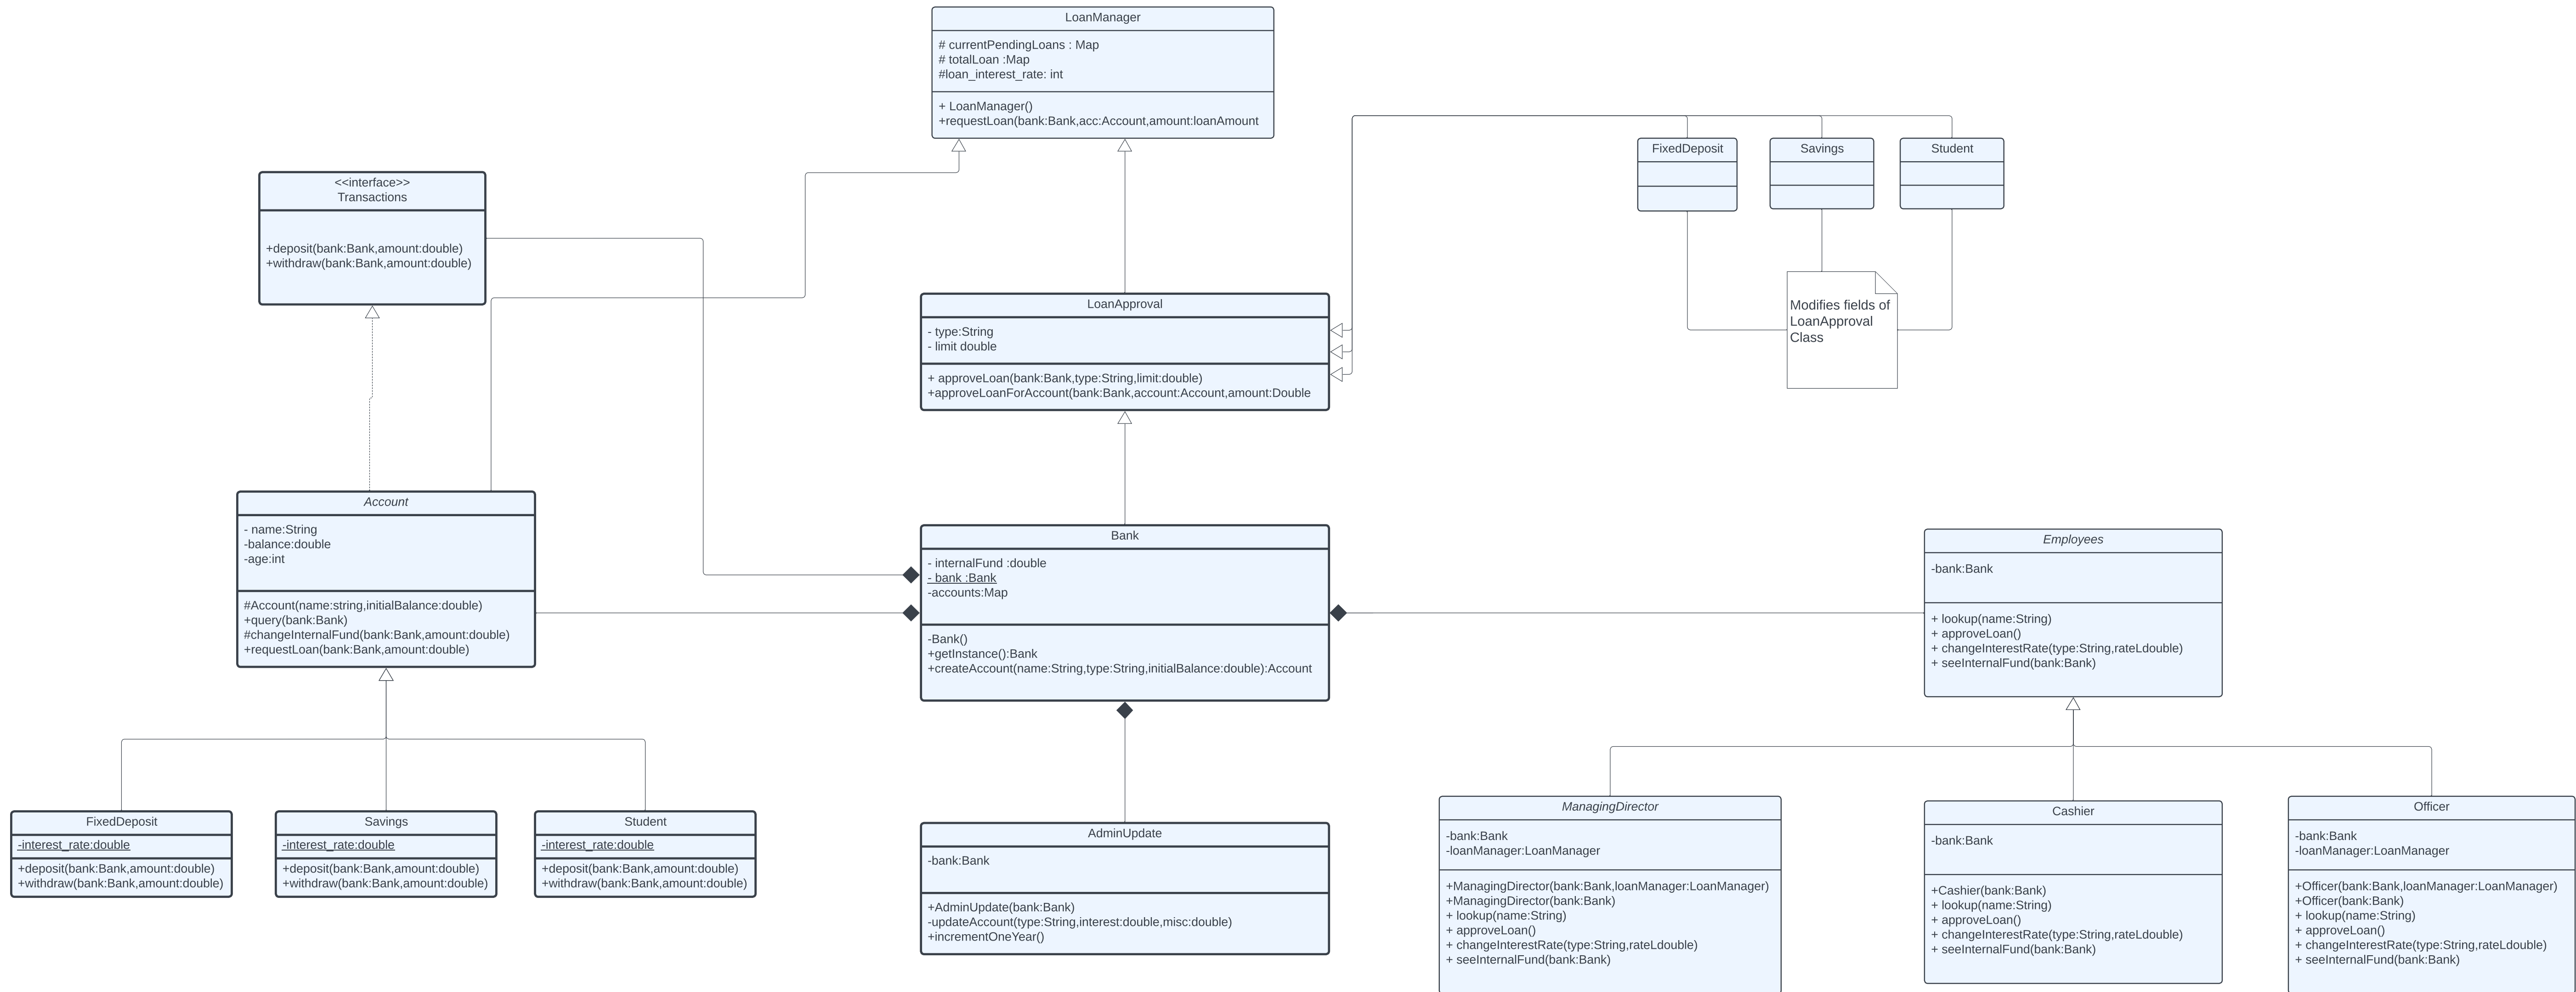 LoanManager
# currentPendingLoans : Map
# totalLoan :Map
#loan_interest_rate: int
+ LoanManager()
+requestLoan(bank:Bank,acc:Account,amount:loanAmount
<<interface>>
Transactions
+deposit(bank:Bank,amount:double)
+withdraw(bank:Bank,amount:double)
FixedDeposit
Savings
Student
Modifies fields of
LoanApproval
Class
LoanApproval
- type:String
- limit double
+ approveLoan(bank:Bank,type:String,limit:double)
+approveLoanForAccount(bank:Bank,account:Account,amount:Double
Account
- name:String
-balance:double
-age:int
#Account(name:string,initialBalance:double)
+query(bank:Bank)
#changeInternalFund(bank:Bank,amount:double)
+requestLoan(bank:Bank,amount:double)
Bank
- internalFund :double
- bank :Bank
-accounts:Map
-Bank()
+getInstance():Bank
+createAccount(name:String,type:String,initialBalance:double):Account
Employees
-bank:Bank
+ lookup(name:String)
+ approveLoan()
+ changeInterestRate(type:String,rateLdouble)
+ seeInternalFund(bank:Bank)
FixedDeposit
-interest_rate:double
+deposit(bank:Bank,amount:double)
+withdraw(bank:Bank,amount:double)
Savings
-interest_rate:double
+deposit(bank:Bank,amount:double)
+withdraw(bank:Bank,amount:double)
Student
-interest_rate:double
+deposit(bank:Bank,amount:double)
+withdraw(bank:Bank,amount:double)
AdminUpdate
-bank:Bank
+AdminUpdate(bank:Bank)
-updateAccount(type:String,interest:double,misc:double)
+incrementOneYear()
ManagingDirector
-bank:Bank
-loanManager:LoanManager
+ManagingDirector(bank:Bank,loanManager:LoanManager)
+ManagingDirector(bank:Bank)
+ lookup(name:String)
+ approveLoan()
+ changeInterestRate(type:String,rateLdouble)
+ seeInternalFund(bank:Bank)
Cashier
-bank:Bank
+Cashier(bank:Bank)
+ lookup(name:String)
+ approveLoan()
+ changeInterestRate(type:String,rateLdouble)
+ seeInternalFund(bank:Bank)
Officer
-bank:Bank
-loanManager:LoanManager
+Officer(bank:Bank,loanManager:LoanManager)
+Officer(bank:Bank)
+ lookup(name:String)
+ approveLoan()
+ changeInterestRate(type:String,rateLdouble)
+ seeInternalFund(bank:Bank)